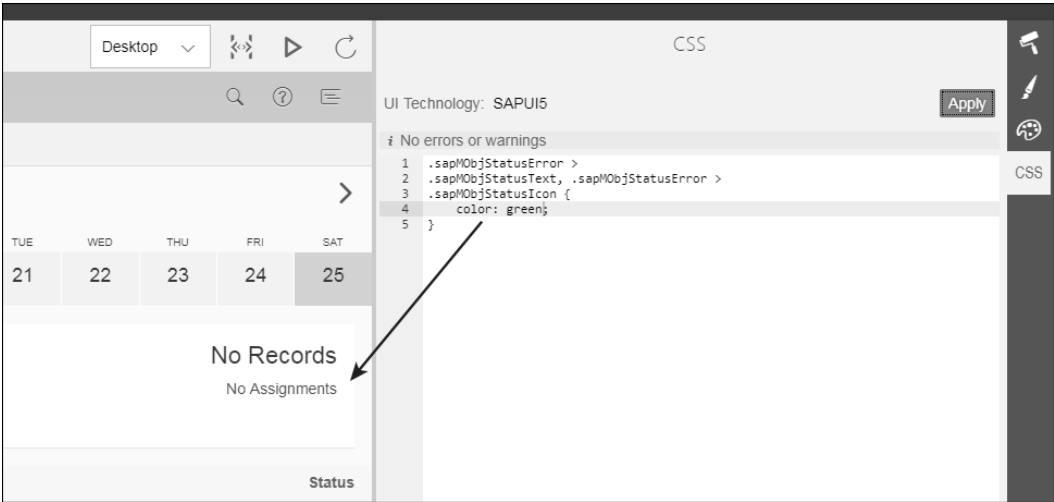 Desktop
CSS
UI Technology: SAPUI5
Apply
i No errors or warnings
CSS
1 .sapMObjStatusError >
2 .sapMObjStatusText, .sapMObjStatusError >
3 .sapMObjStatusIcon {
4 color: green;
5 }
TUE WED THU FRI SAT
21 22 23 24 25
No Records
No Assignments
Status